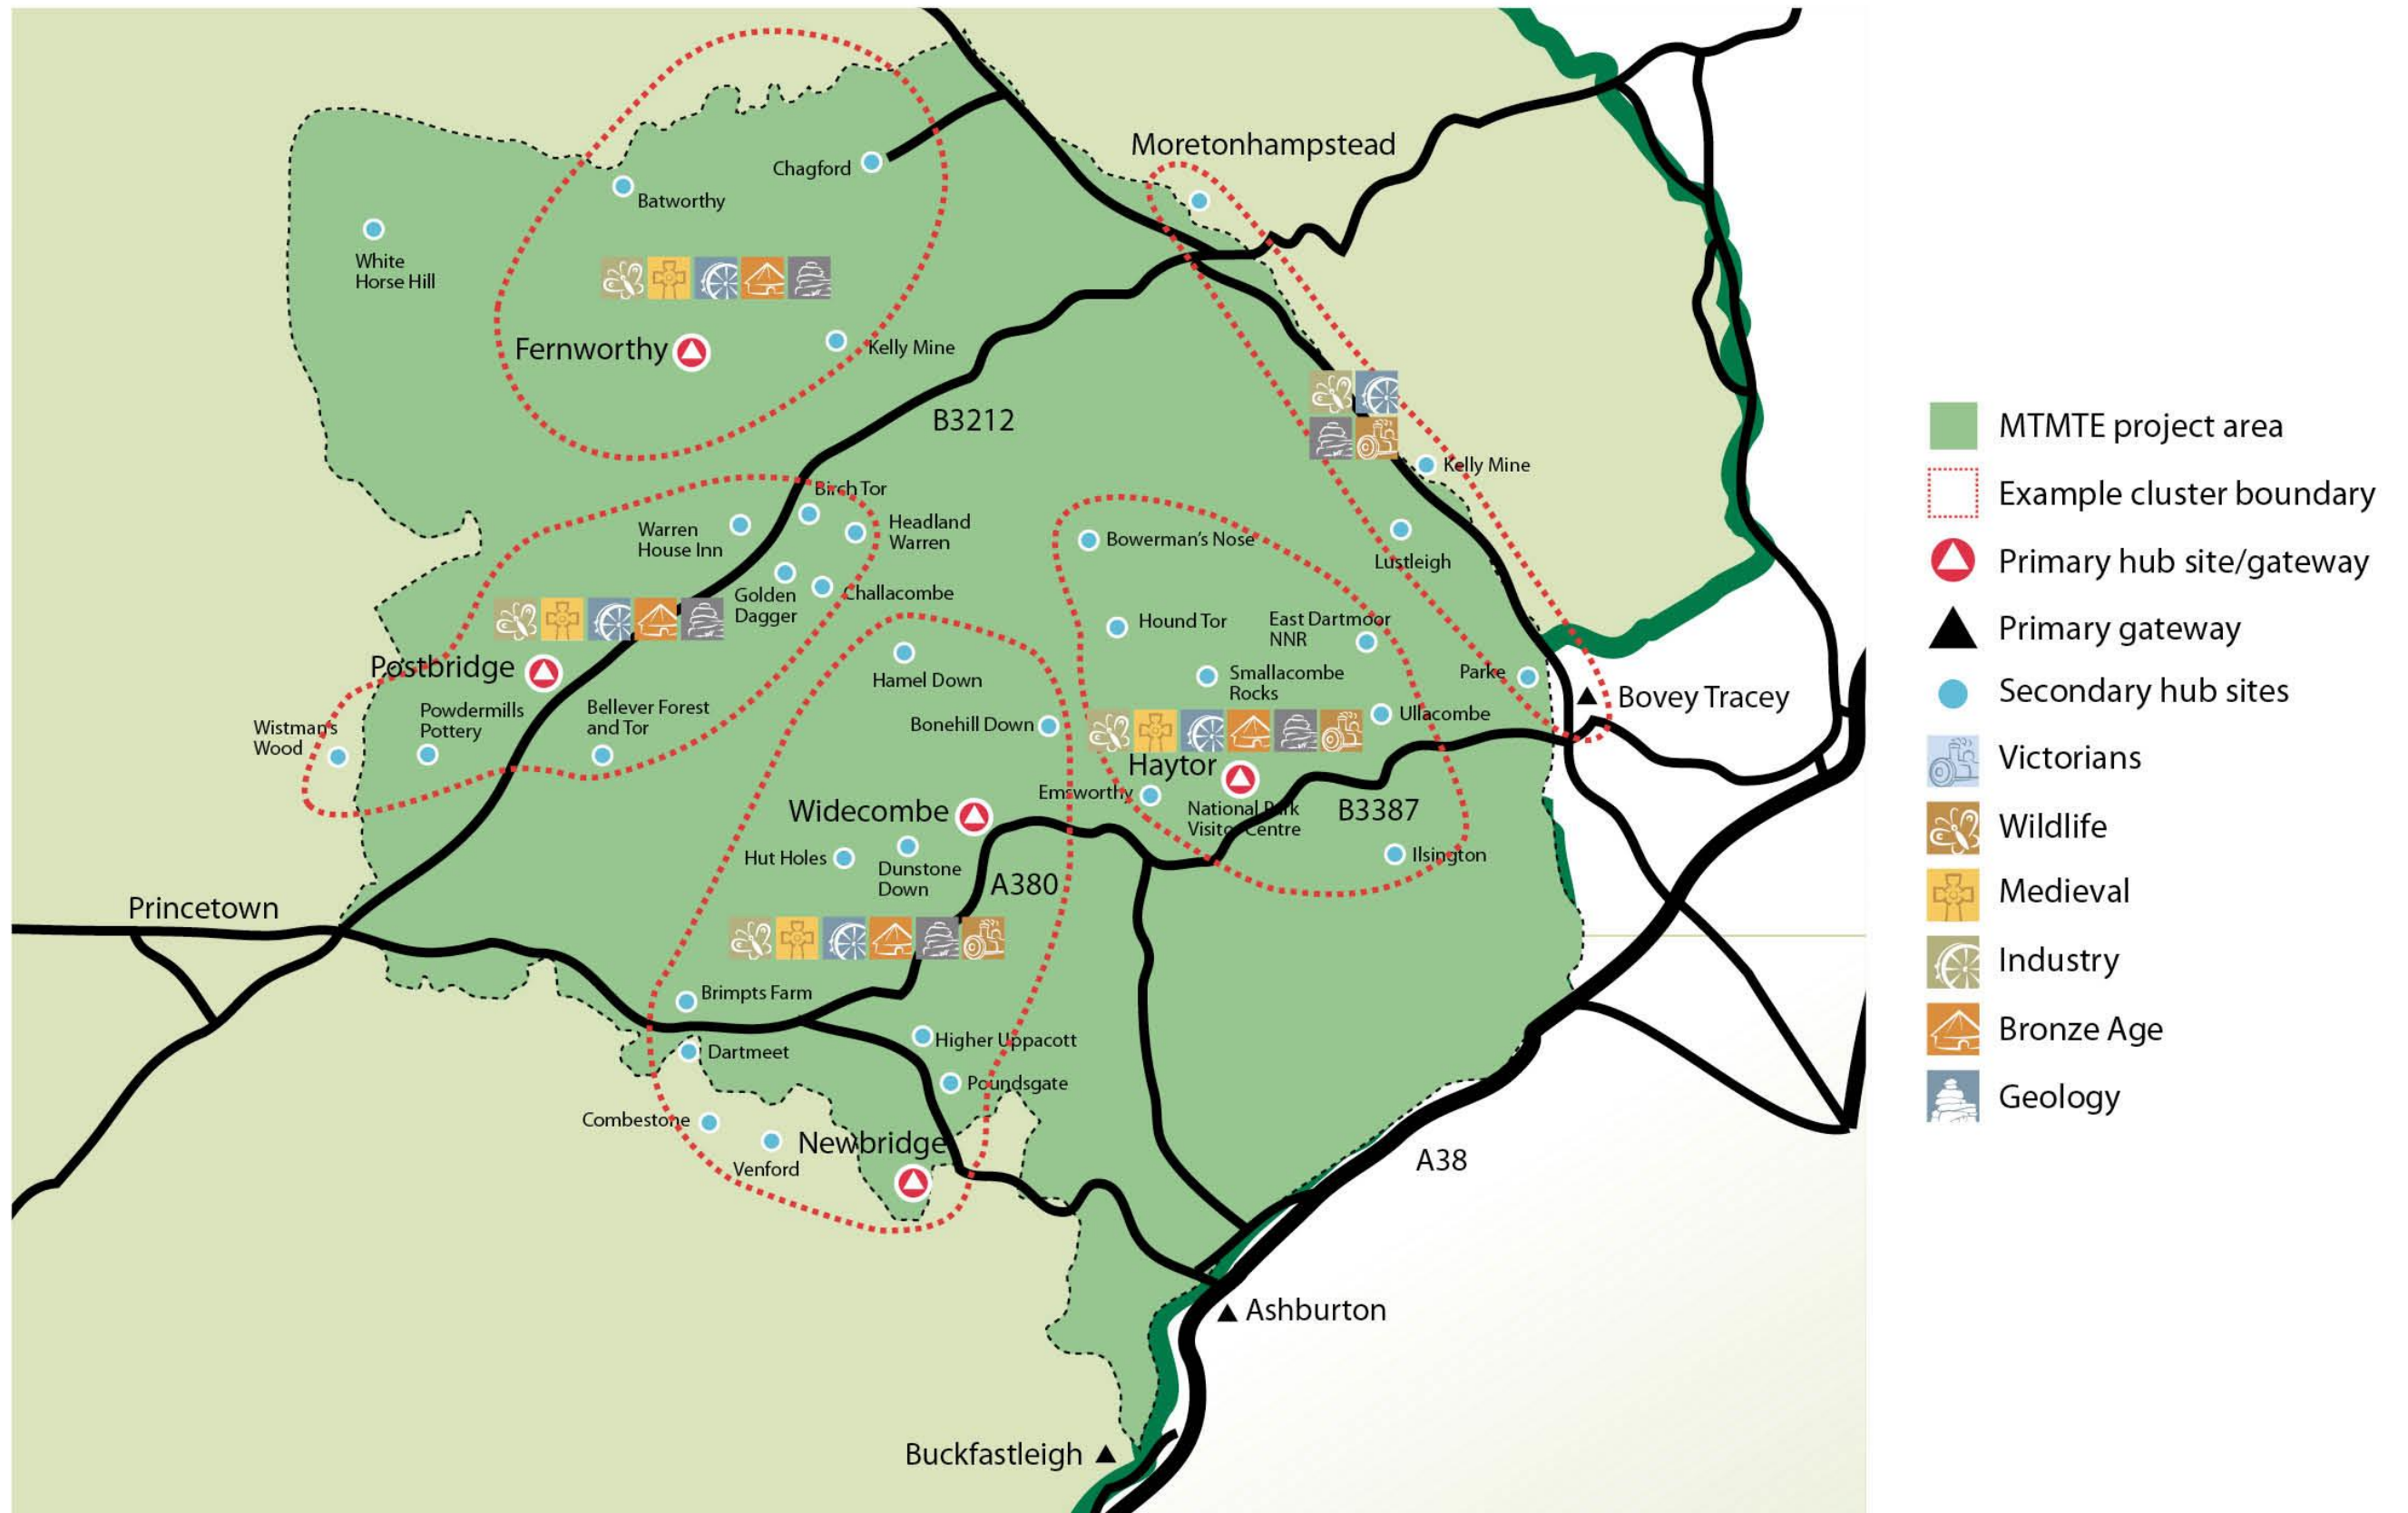 Moretonhampstead
Chagford
Batworthy
White
Horse Hill
Fernworthy
Kelly Mine
B3212
Kelly Mine
Birch Tor
Warren
House Inn
Headland
Warren
Bowerman's Nose
Lustleigh
Golden
Dagger
Challacombe
Hound Tor
East Dartmoor
NNR
Postbridge
Hamel Down
Smallacombe
Rocks
Parke
Bovey Tracey
Wistman's
Wood
Powdermills
Pottery
Bellever Forest
and Tor
Bonehill Down
Ullacombe
Haytor
Emsworthy
National Park
Visitor Centre
B3387
Widecombe
Hut Holes
Dunstone
Down
A380
Ilsington
Princetown
Brimpts Farm
Dartmeet
Higher Uppacott
Poundsgate
Combestone
Venford
Newbridge
A38
Ashburton
Buckfastleigh
MTMTE project area
Example cluster boundary
Primary hub site/gateway
Primary gateway
Secondary hub sites
Victorians
Wildlife
Medieval
Industry
Bronze Age
Geology